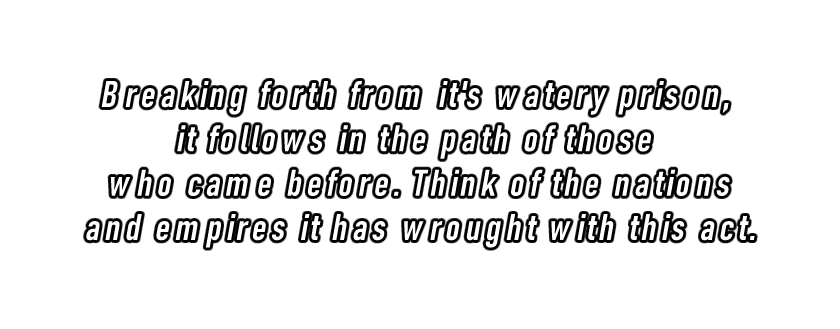 Breaking forth from it's watery prison,
it follows in the path of those
who came before. Think of the nations
and empires it has wrought with this act.